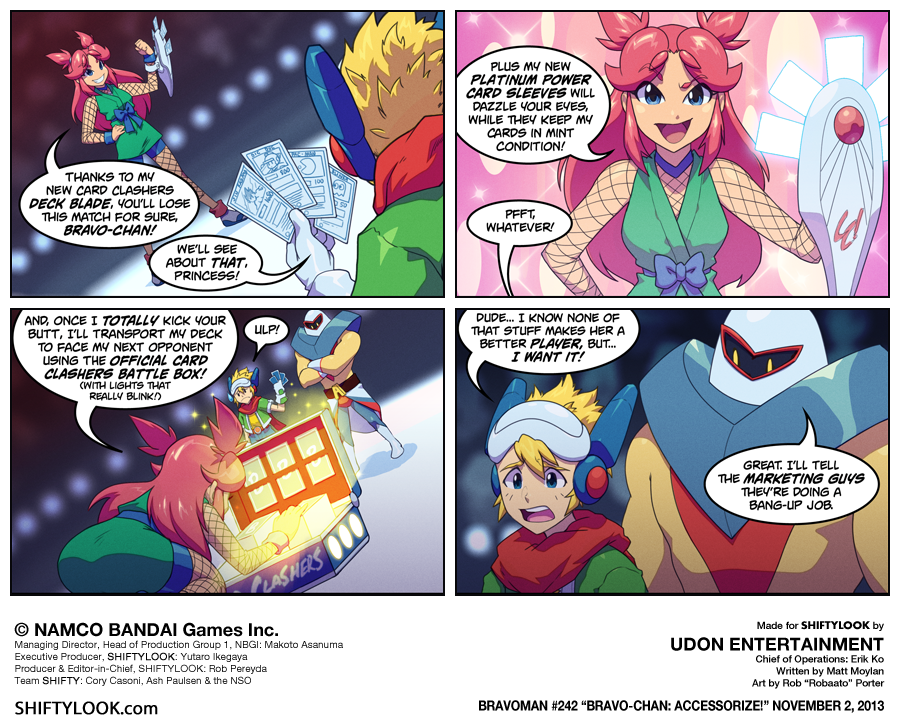 THANKS TO MY
NEW CARD CLASHERS
DECK BLADE, YOU'LL LOSE
THIS MATCH FOR SURE,
BRAVO-CHAN!
WE'LL SEE
ABOUT THAT,
PRINCESS!
PLUS MY NEW
PLATINUM POWER
CARD SLEEVES WILL
DAZZLE YOUR EYES,
WHILE THEY KEEP MY
CARDS IN MINT
CONDITION!
PFFT,
WHATEVER!
AND, ONCE I TOTALLY KICK YOUR
BUTT, I'LL TRANSPORT MY DECK
TO FACE MY NEXT OPPONENT
USING THE OFFICIAL CARD
CLASHERS BATTLE BOX!
(WITH LIGHTS THAT
REALLY BLINK!)
ULP!
CLASHERS
DUDE... I KNOW NONE OF
THAT STUFF MAKES HER A
BETTER PLAYER, BUT...
I WANT IT!
GREAT. I'LL TELL
THE MARKETING GUYS
THEY'RE DOING A
BANG-UP JOB.
© NAMCO BANDAI Games Inc.
Managing Director, Head of Production Group 1, NBGI: Makoto Asanuma
Executive Producer, SHIFTYLOOK: Yutaro Ikegaya
Producer & Editor-in-Chief, SHIFTYLOOK: Rob Pereyda
Team SHIFTY: Cory Casoni, Ash Paulsen & the NSO
SHIFTYLOOK.com
Made for SHIFTYLOOK by
UDON ENTERTAINMENT
Chief of Operations: Erik Ko
Written by Matt Moylan
Art by Rob "Robaato" Porter
BRAVOMAN #242 "BRAVO-CHAN: ACCESSORIZE!" NOVEMBER 2, 2013